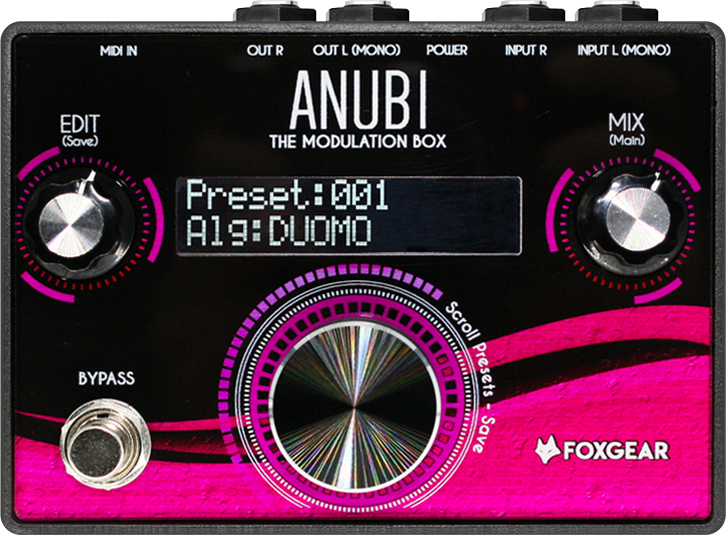 MIDI IN OUT R OUT L (MONO) POWER INPUT R INPUT L (MONO)
ANUBI
THE MODULATION BOX
EDIT
(Save)
MIX
(Main)
Preset:001
Alg:DUOMO
Scroll Presets - Save
BYPASS
FOXGEAR